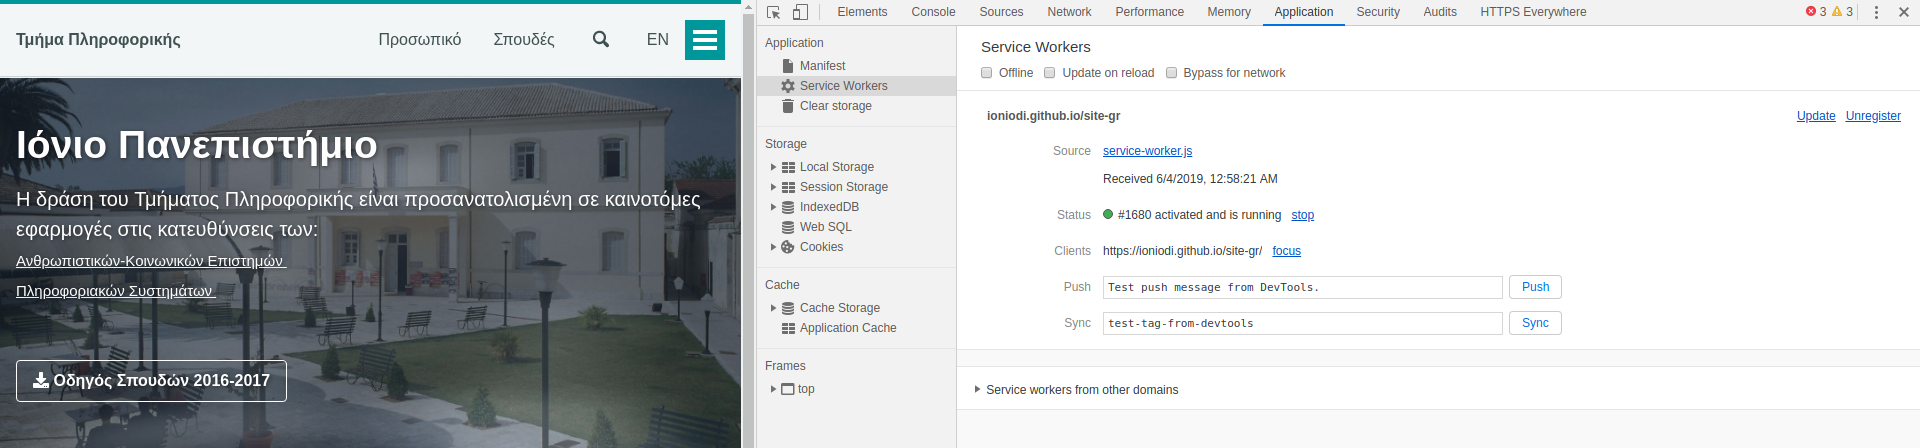 Τμήμα Πληροφορικής
Προσωπικό
Σπουδές
EN
Ιόνιο Πανεπιστήμιο
Η δράση του Τμήματος Πληροφορικής είναι προσανατολισμένη σε καινοτόμες
εφαρμογές στις κατευθύνσεις των:
Ανθρωπιστικών-Κοινωνικών Επιστημών
Πληροφοριακών Συστημάτων
Οδηγός Σπουδών 2016-2017
Elements
Console
Sources
Network
Performance
Memory
Application
Security
Audits
HTTPS Everywhere
3
3
Application
Manifest
Service Workers
Clear storage
Storage
Local Storage
Session Storage
IndexedDB
Web SQL
Cookies
Cache
Cache Storage
Application Cache
Frames
top
Service Workers
Offline
Update on reload
Bypass for network
ioniodi.github.io/site-gr
Update
Unregister
Source
service-worker.js
Received 6/4/2019, 12:58:21 AM
Status
#1680 activated and is running
stop
Clients
https://ioniodi.github.io/site-gr/
focus
Push
Test push message from DevTools.
Push
Sync
test-tag-from-devtools
Sync
Service workers from other domains